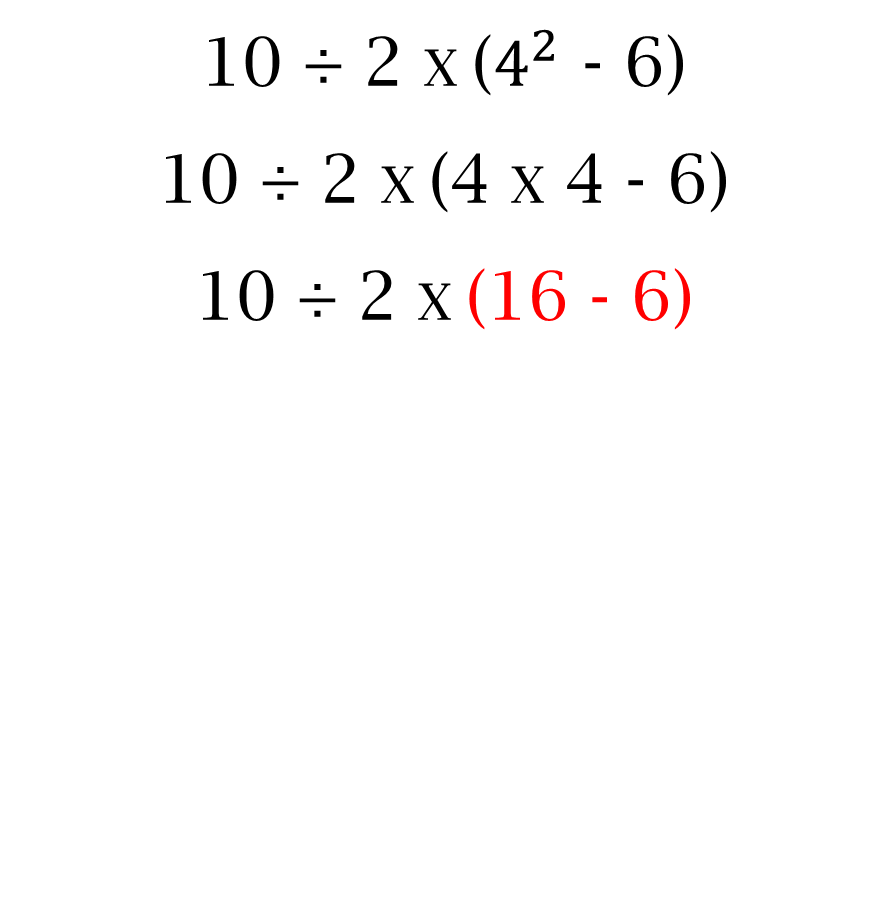 10 ÷ 2 x (4² - 6)
10 ÷ 2 x (4 x 4 - 6)
10 ÷ 2 x (16 - 6)